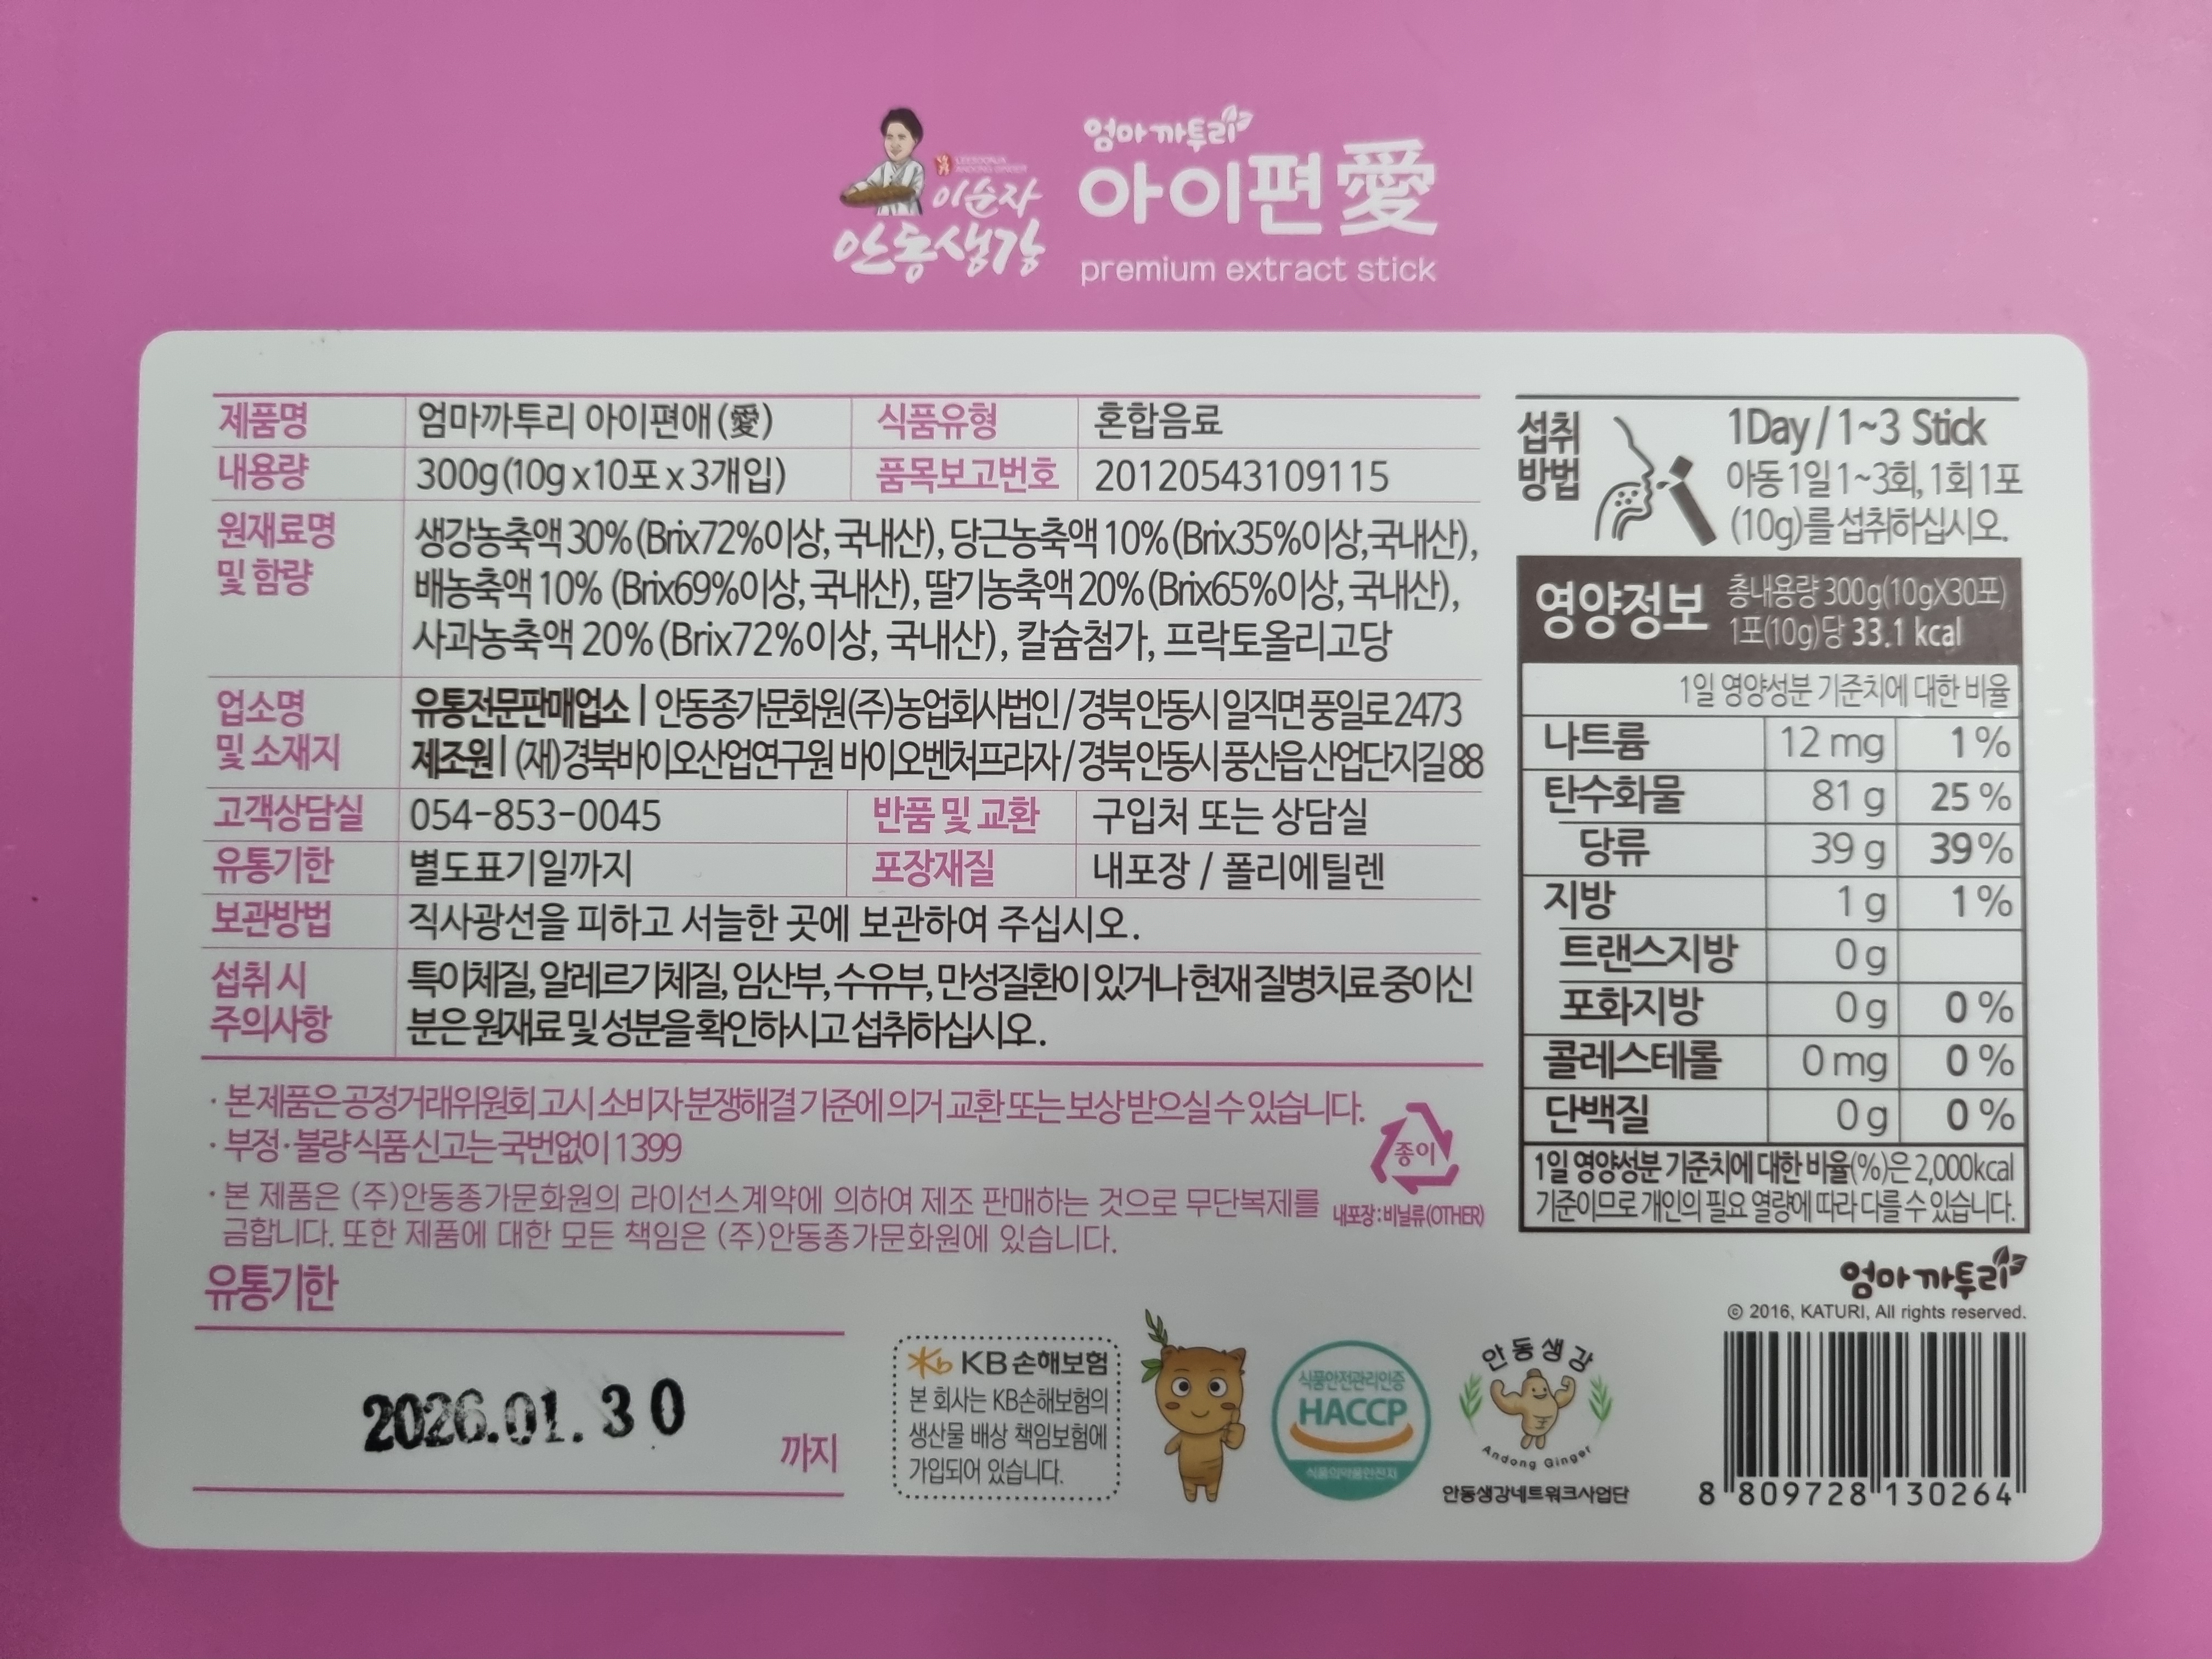 엄마 까투리
이순자
안동생강
아이편愛
premium extract stick
제품명 엄마까투리 아이편애(愛) 식품유형 혼합음료
내용량 300g(10g x10포 x3개입) 품목보고번호 20120543109115
원재료명 및 함량
생강농축액 30%(Brix72%이상, 국내산), 당근농축액 10%(Brix35%이상,국내산),
배농축액 10% (Brix69%이상, 국내산), 딸기농축액 20%(Brix65%이상, 국내산),
사과농축액 20%(Brix72%이상, 국내산), 칼슘첨가, 프락토올리고당
업소명 및 소재지
유통전문판매업소 | 안동종가문화원(주)농업회사법인/경북 안동시 일직면 풍일로 2473
제조원 | (재)경북바이오산업연구원 바이오벤처프라자/경북 안동시 풍산읍 산업단지길 88
고객상담실 054-853-0045 반품 및 교환 구입처 또는 상담실
유통기한 별도표기일까지 포장재질 내포장 / 폴리에틸렌
보관방법 직사광선을 피하고 서늘한 곳에 보관하여 주십시오.
섭취 시 주의사항
특이체질, 알레르기체질, 임산부, 수유부, 만성질환이 있거나 현재 질병치료 중이신
분은 원재료 및 성분을 확인하시고 섭취하십시오.
· 본 제품은 공정거래위원회 고시 소비자 분쟁해결 기준에 의거 교환 또는 보상 받으실 수 있습니다.
· 부정·불량식품 신고는 국번없이 1399
· 본 제품은 (주)안동종가문화원의 라이선스계약에 의하여 제조 판매하는 것으로 무단복제를
금합니다. 또한 제품에 대한 모든 책임은 (주)안동종가문화원에 있습니다.
종이
내포장:비닐류(OTHER)
유통기한
2026.01.30
까지
KB손해보험
본 회사는 KB손해보험의
생산물 배상 책임보험에
가입되어 있습니다.
식품안전관리인증
HACCP
식품의약품안전처
안동생강
Andong Ginger
안동생강네트워크사업단
섭취 방법
1Day / 1~3 Stick
아동 1일 1~3회, 1회 1포
(10g)를 섭취하십시오.
영양정보
총내용량 300g(10gX30포)
1포(10g)당 33.1 kcal
1일 영양성분 기준치에 대한 비율
나트륨 12 mg 1 %
탄수화물 81 g 25 %
당류 39 g 39 %
지방 1 g 1 %
트랜스지방 0 g
포화지방 0 g 0 %
콜레스테롤 0 mg 0 %
단백질 0 g 0 %
1일 영양성분 기준치에 대한 비율(%)은 2,000kcal
기준이므로 개인의 필요 열량에 따라 다를 수 있습니다.
엄마 까투리
© 2016, KATURI, All rights reserved.
8 809728 130264